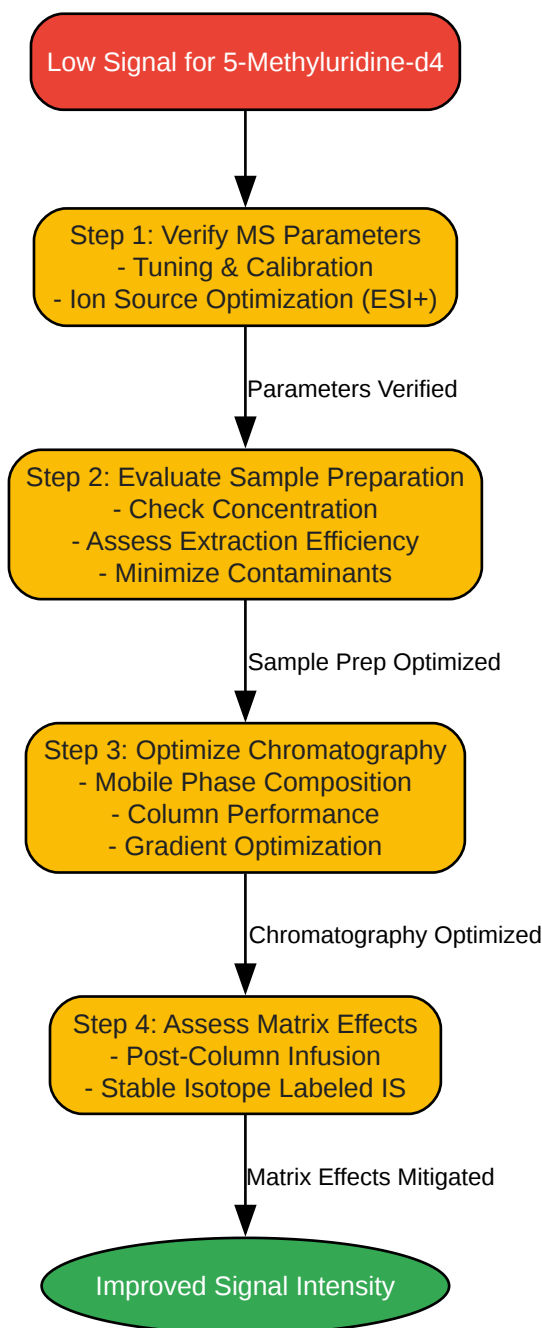 Low Signal for 5-Methyluridine-d4
Step 1: Verify MS Parameters
- Tuning & Calibration
- Ion Source Optimization (ESI+)
Parameters Verified
Step 2: Evaluate Sample Preparation
- Check Concentration
- Assess Extraction Efficiency
- Minimize Contaminants
Sample Prep Optimized
Step 3: Optimize Chromatography
- Mobile Phase Composition
- Column Performance
- Gradient Optimization
Chromatography Optimized
Step 4: Assess Matrix Effects
- Post-Column Infusion
- Stable Isotope Labeled IS
Matrix Effects Mitigated
Improved Signal Intensity